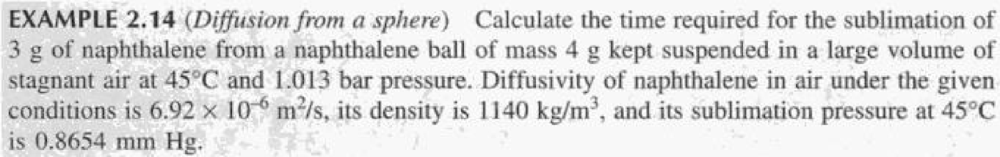 EXAMPLE 2.14 (Diffusion from a sphere) Calculate the time required for the sublimation of
3 g of naphthalene from a naphthalene ball of mass 4 g kept suspended in a large volume of
stagnant air at 45°C and 1.013 bar pressure. Diffusivity of naphthalene in air under the given
conditions is 6.92 × 10⁻⁶ m²/s, its density is 1140 kg/m³, and its sublimation pressure at 45°C
is 0.8654 mm Hg.